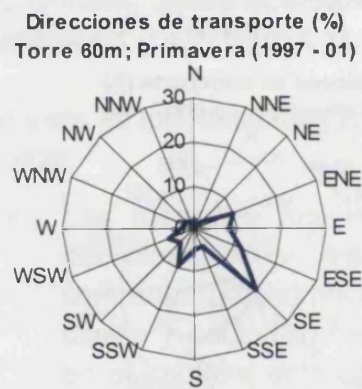 Direcciones de transporte (%)
Torre 60m; Primavera (1997 - 01)
N
30
NNW
NNE
20
NW
NE
10
WNW
ENE
W
E
WSW
ESE
SW
SE
SSW
SSE
S